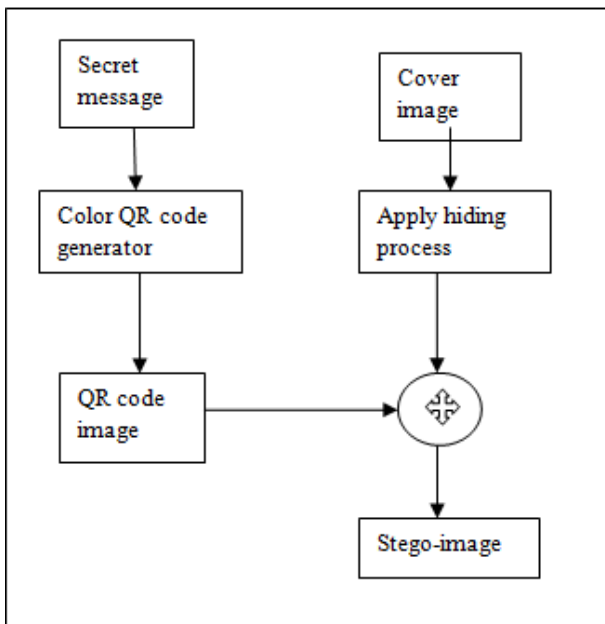 Secret
message
Cover
image
Color QR code
generator
Apply hiding
process
QR code
image
Stego-image